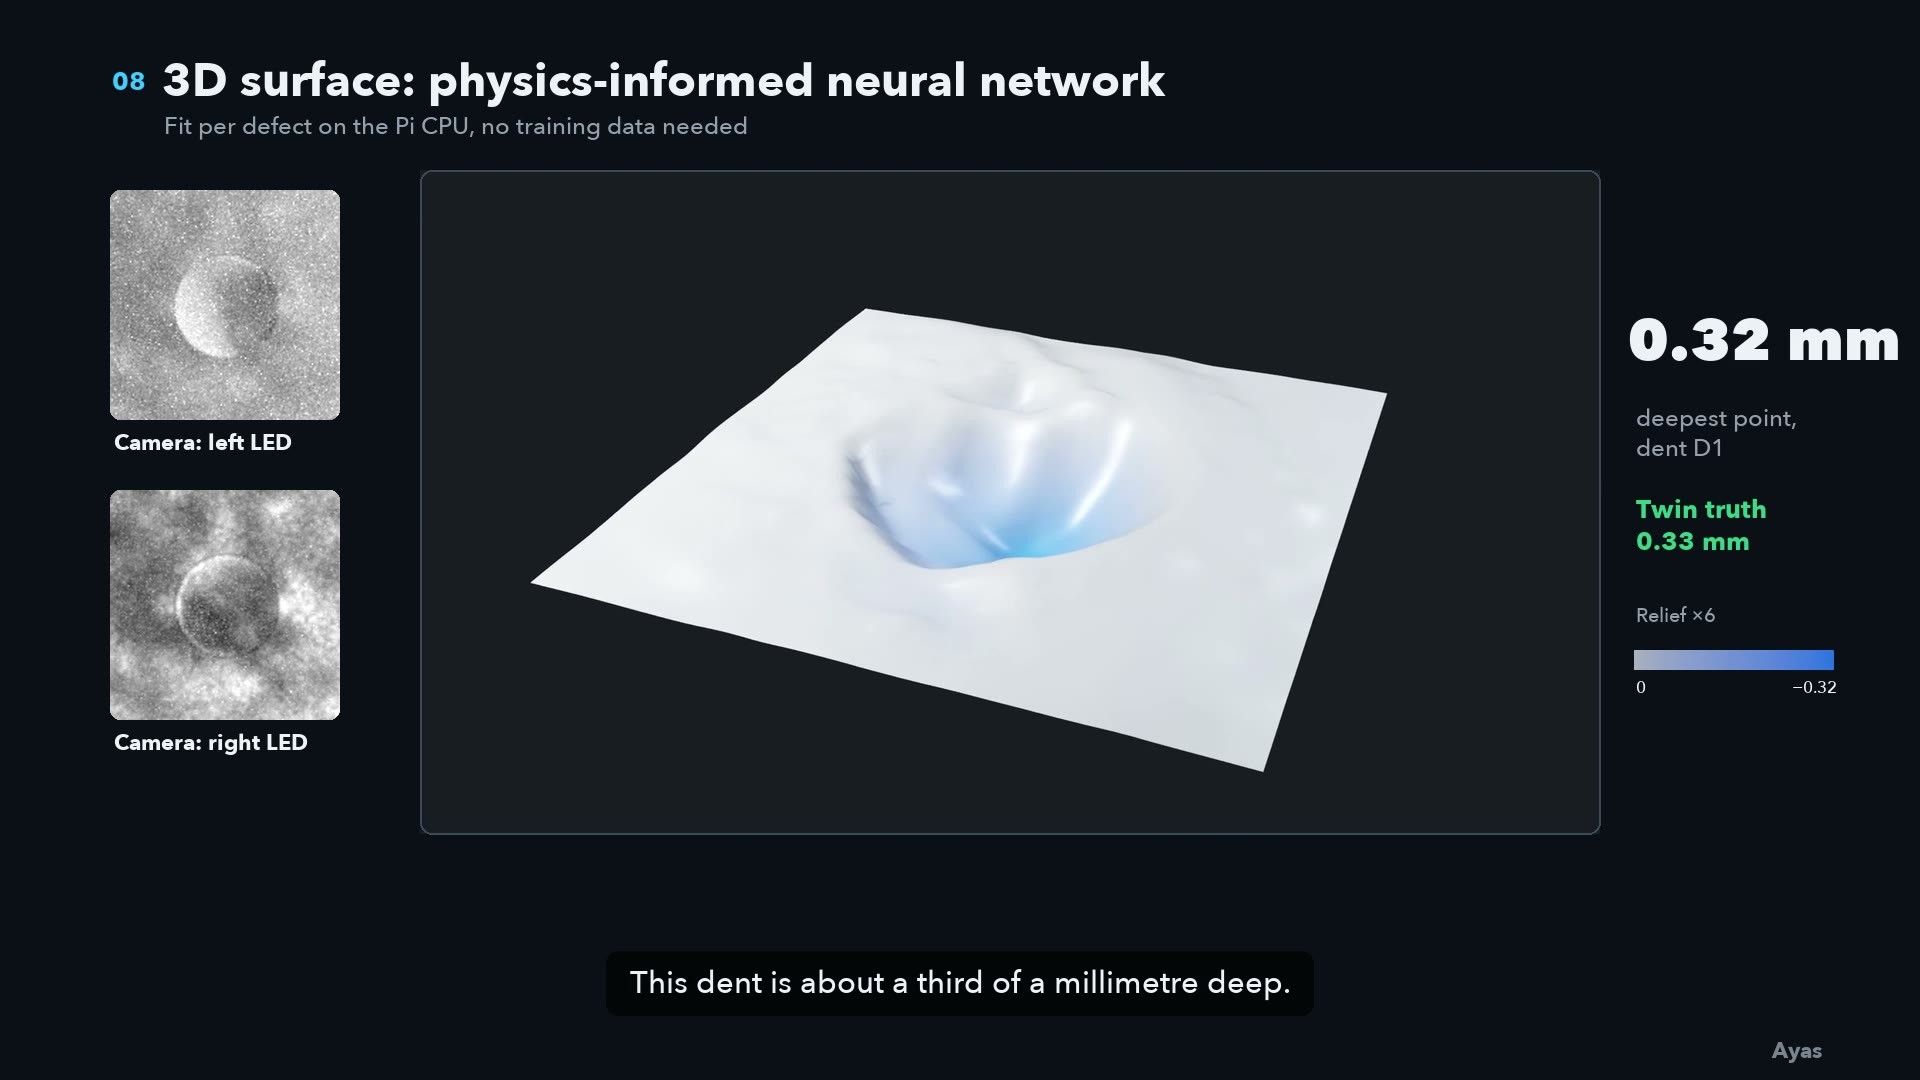 08 3D surface: physics-informed neural network
Fit per defect on the Pi CPU, no training data needed
Camera: left LED
Camera: right LED
0.32 mm
deepest point,
dent D1
Twin truth
0.33 mm
Relief ×6
0 −0.32
This dent is about a third of a millimetre deep.
Ayas